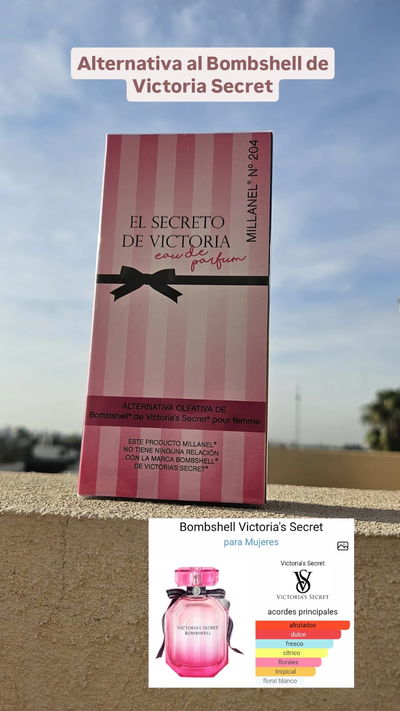 Alternativa al Bombshell de
Victoria Secret
MILLANEL® Nº 204
EL SECRETO
DE VICTORIA
eau de
parfum
ALTERNATIVA OLFATIVA DE
Bombshell® de Victoria's Secret® pour femme
ESTE PRODUCTO MILLANEL®
NO TIENE NINGUNA RELACIÓN
CON LA MARCA BOMBSHELL®
DE VICTORIA'S SECRET®
Bombshell Victoria's Secret
para Mujeres
VICTORIA'S SECRET
BOMBSHELL
Victoria's Secret
VS
VICTORIA'S SECRET
acordes principales
afrutados
dulce
fresco
cítrico
florales
tropical
floral blanco